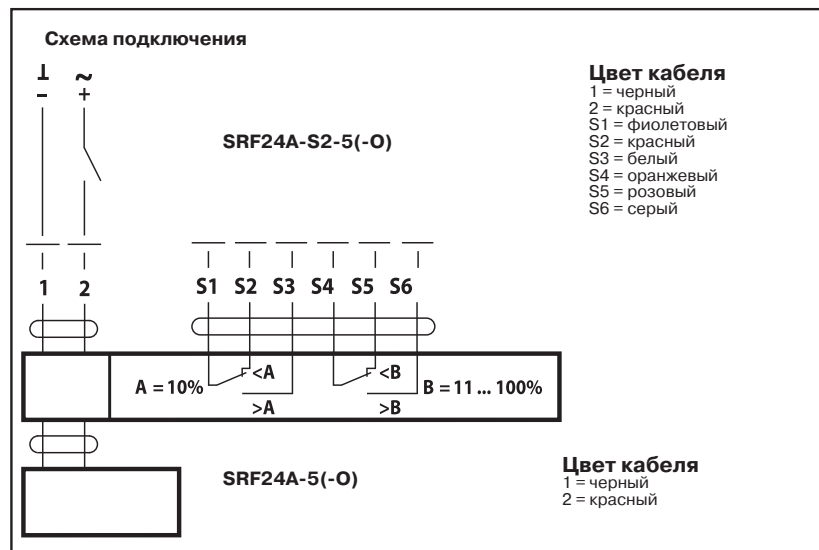 Схема подключения
⊥ ~
– +
SRF24A-S2-5(-O)
Цвет кабеля
1 = черный
2 = красный
S1 = фиолетовый
S2 = красный
S3 = белый
S4 = оранжевый
S5 = розовый
S6 = серый
1 2 S1 S2 S3 S4 S5 S6
A = 10% <A <B B = 11 ... 100%
>A >B
SRF24A-5(-O)
Цвет кабеля
1 = черный
2 = красный